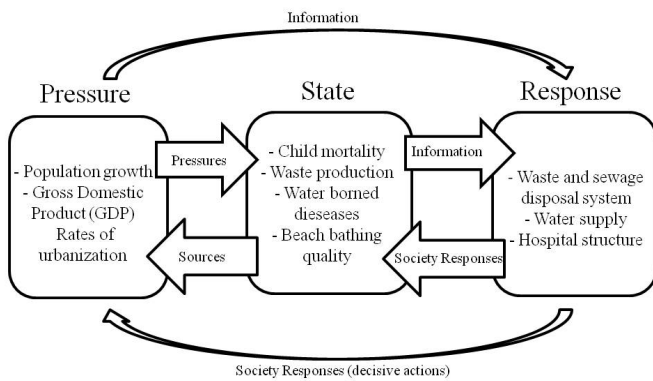 Information
Pressure
State
Response
- Population growth
- Gross Domestic
Product (GDP)
Rates of
urbanization
Pressures
Sources
- Child mortality
- Waste production
- Water borned
dieseases
- Beach bathing
quality
Information
Society Responses
- Waste and sewage
disposal system
- Water supply
- Hospital structure
Society Responses (decisive actions)